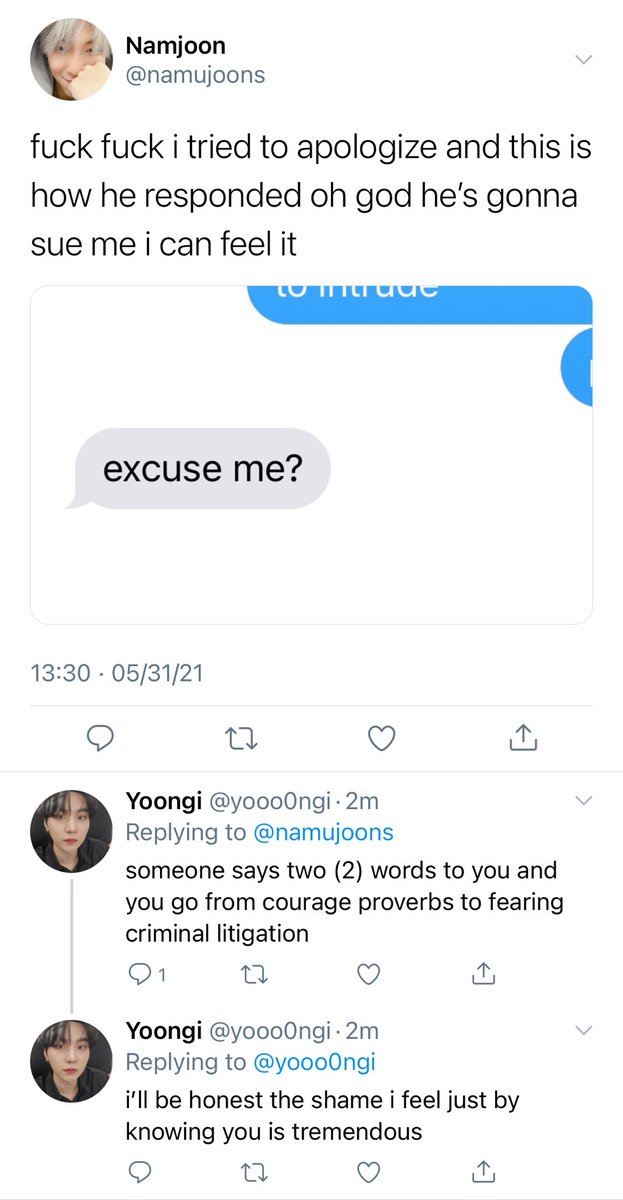 Namjoon
@namujoons
fuck fuck i tried to apologize and this is
how he responded oh god he’s gonna
sue me i can feel it
to intrude
excuse me?
13:30 · 05/31/21
Yoongi @yooo0ngi · 2m
Replying to @namujoons
someone says two (2) words to you and
you go from courage proverbs to fearing
criminal litigation
1
Yoongi @yooo0ngi · 2m
Replying to @yooo0ngi
i’ll be honest the shame i feel just by
knowing you is tremendous